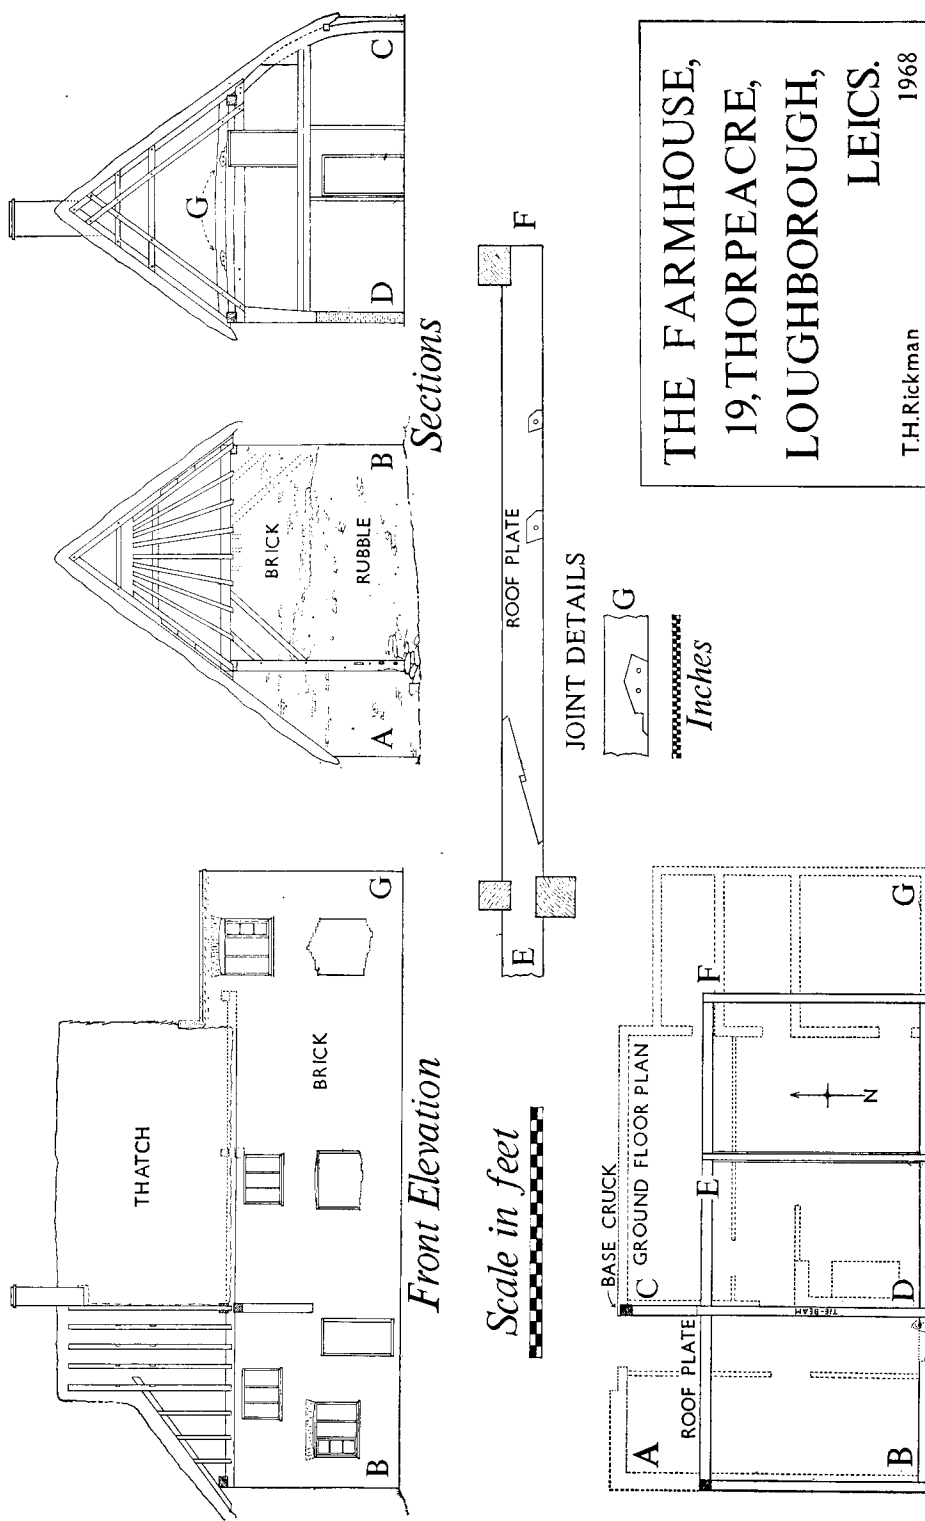 THATCH
BRICK
B
G
Front Elevation
BRICK
RUBBLE
A
B
G
D
C
Sections
Scale in feet
E
ROOF PLATE
F
JOINT DETAILS
G
Inches
BASE CRUCK
C
GROUND FLOOR PLAN
A
ROOF PLATE
E
F
TIE-BEAM
N
B
D
G
THE FARMHOUSE,
19, THORPEACRE,
LOUGHBOROUGH,
LEICS.
T.H.Rickman 1968